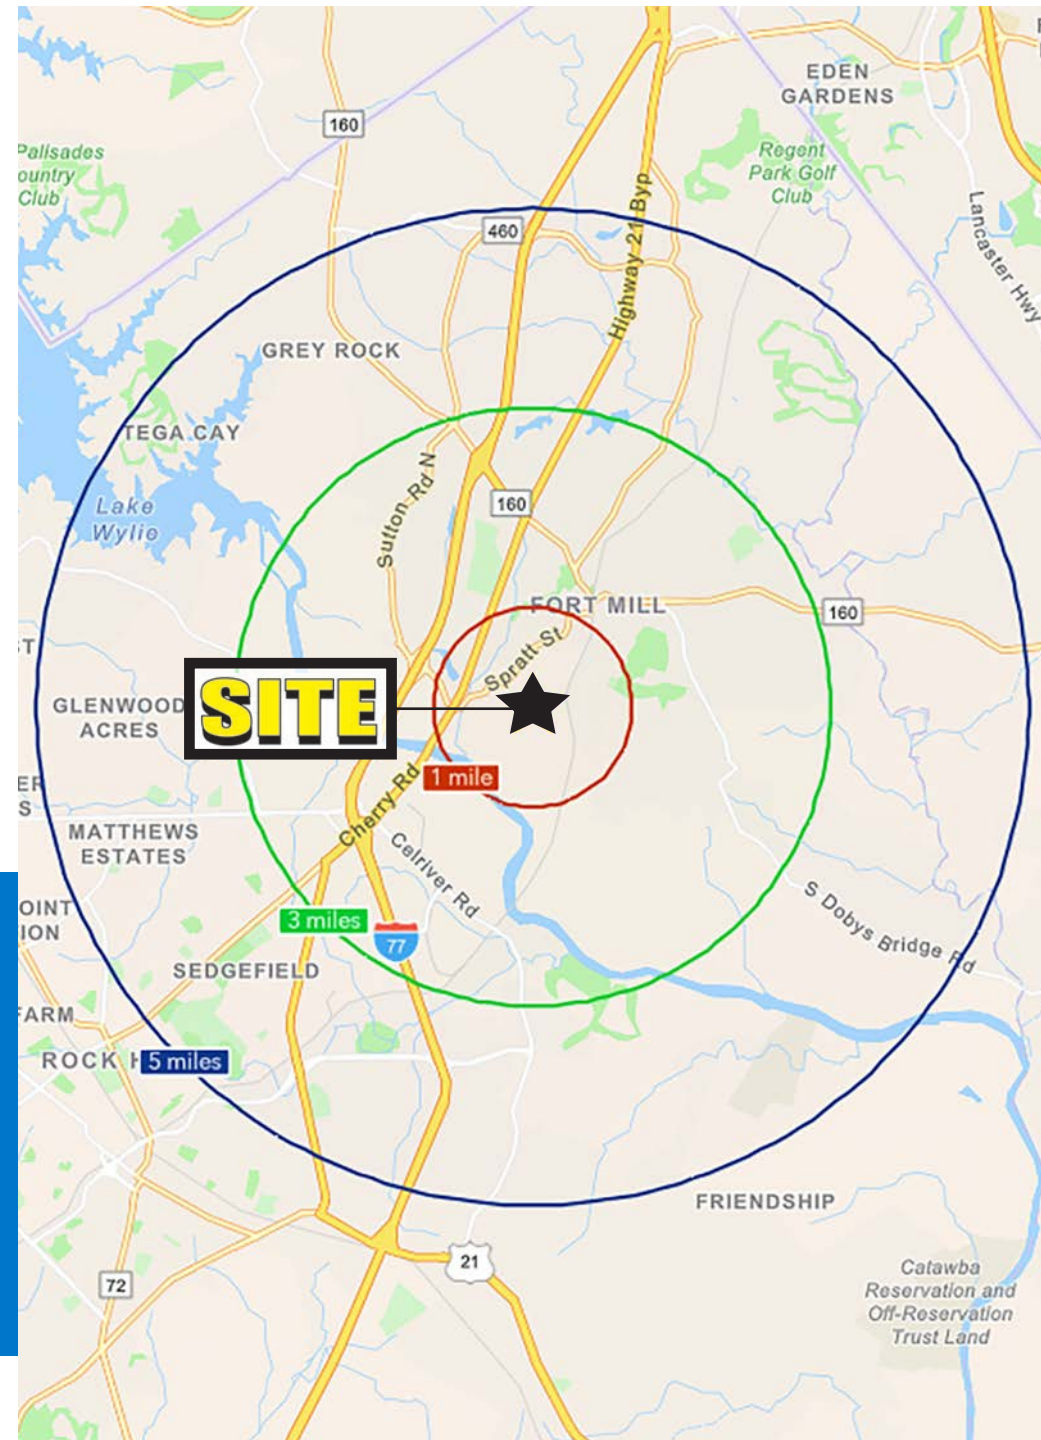 EDEN
GARDENS
160
Palisades
ountry
Club
Regent
Park Golf
Club
Highway 21 Byp
Lancaster Hwy
460
GREY ROCK
TEGA CAY
Sutton Rd N
Lake
Wylie
160
FORT MILL
160
Spratt St
ST
GLENWOOD
ACRES
SITE
1 mile
ER
S
Cherry Rd
MATTHEWS
ESTATES
Celriver Rd
S Dobys Bridge Rd
OINT
ION
3 miles
77
SEDGEFIELD
FARM
ROCK H
5 miles
FRIENDSHIP
21
72
Catawba
Reservation and
Off-Reservation
Trust Land